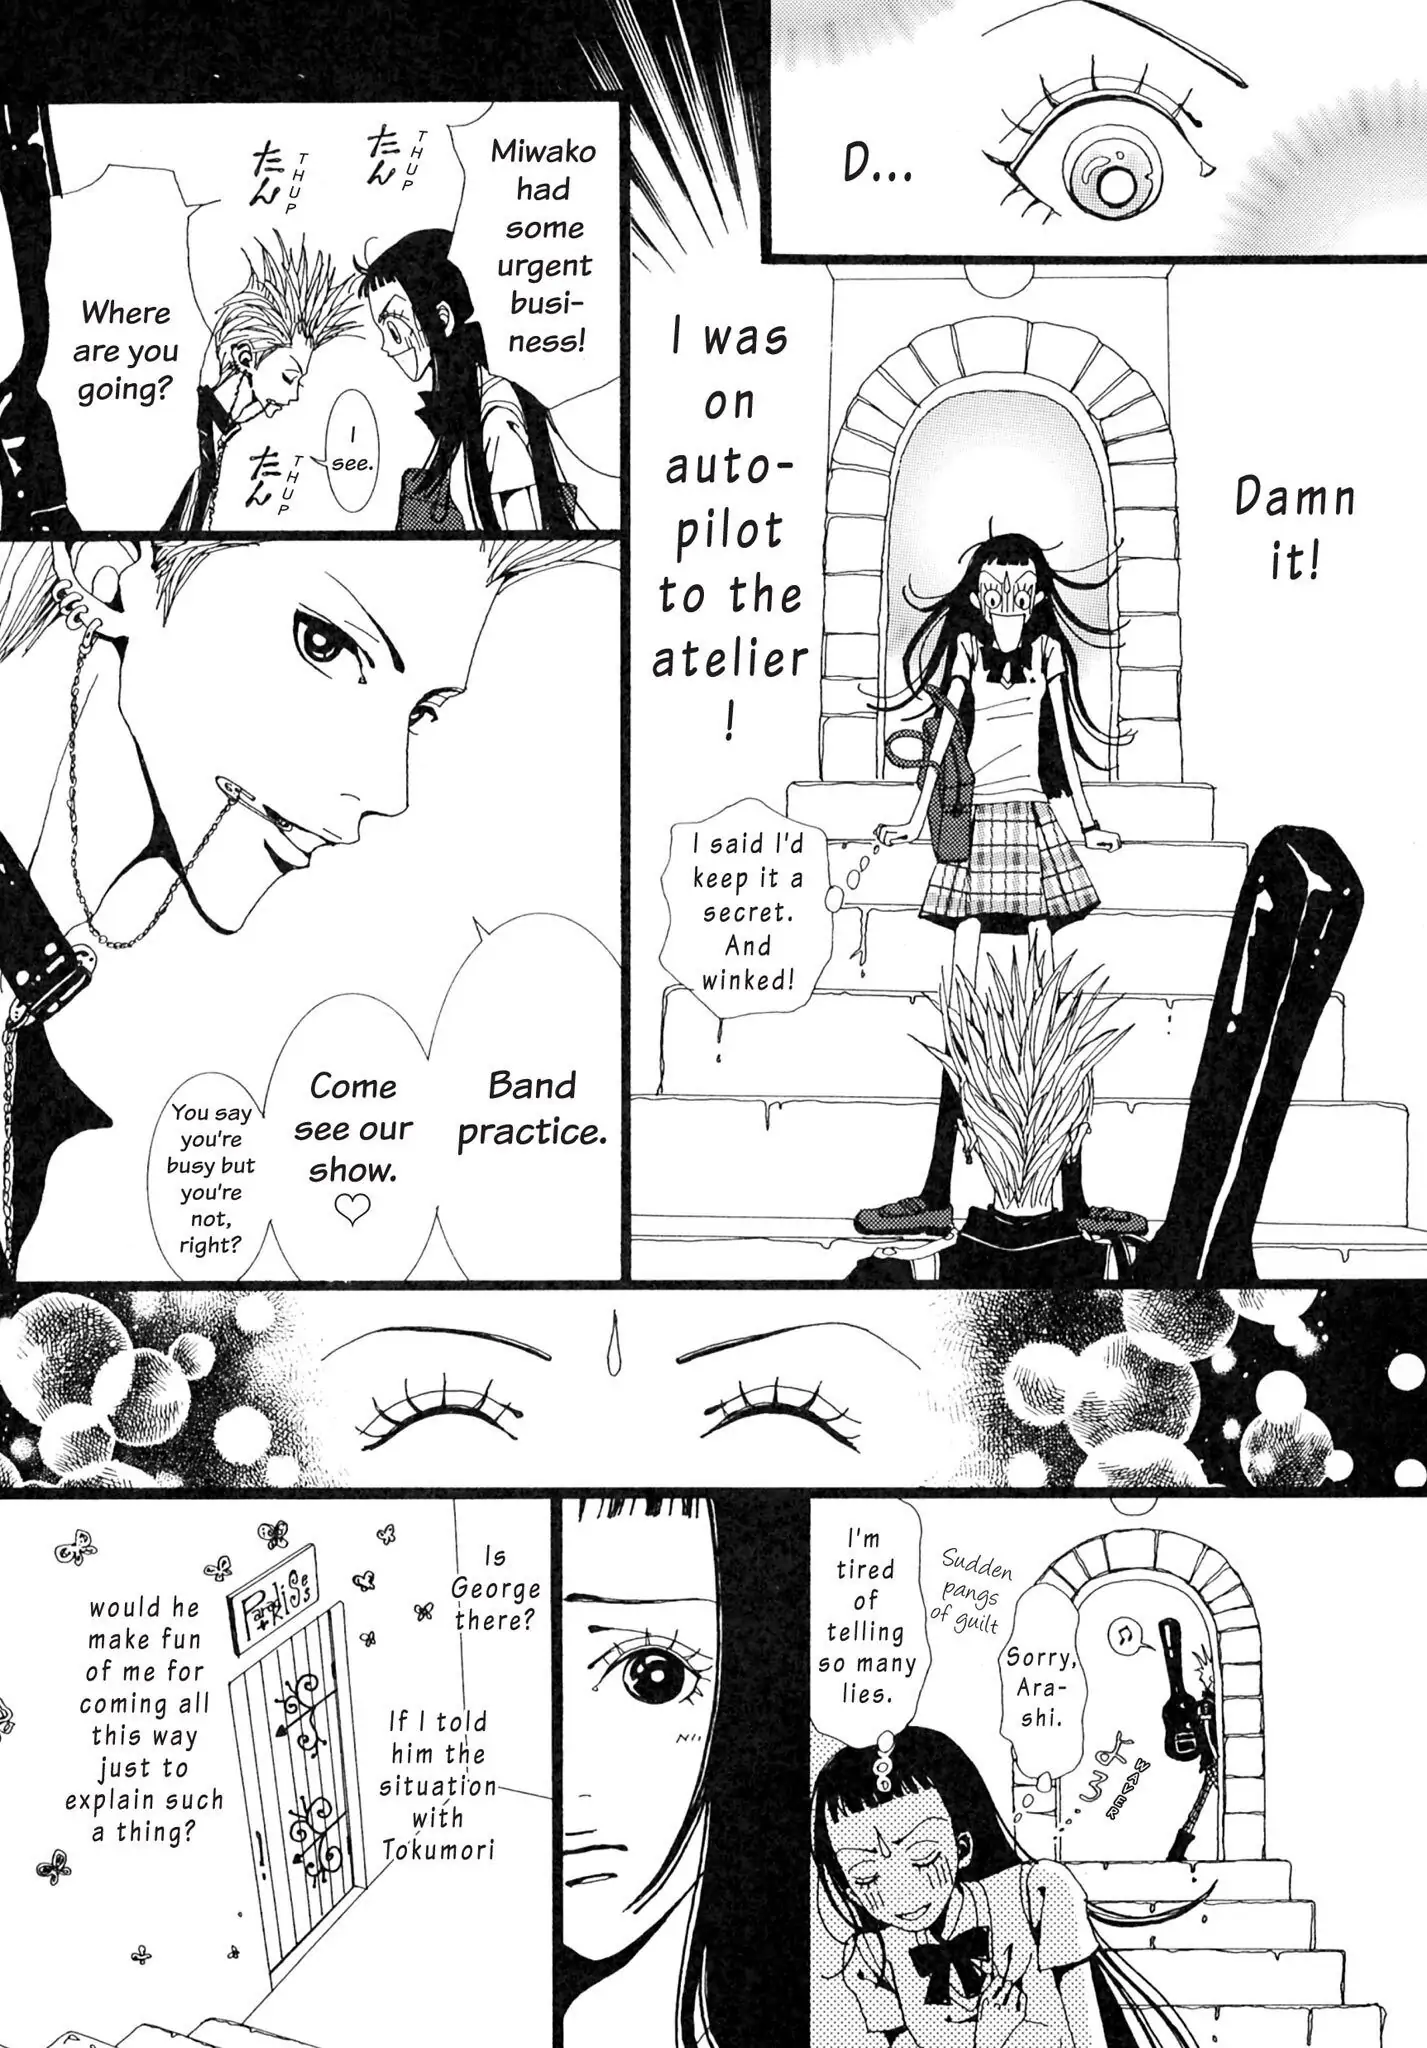 D...
Damn
it!
I was
on
auto-
pilot
to the
atelier
!
I said I'd
keep it a
secret.
And
winked!
Miwako
had
some
urgent
busi-
ness!
たん
THUP
たん
THUP
I
see.
たん
THUP
Where
are you
going?
Band
practice.
Come
see our
show.
♡
You say
you're
busy but
you're
not,
right?
♫
Sorry,
Ara-
shi.
よろ
WAVER
Sudden
pangs
of guilt
I'm
tired
of
telling
so many
lies.
Is
George
there?
If I told
him the
situation
with
Tokumori
Paradise
+ Kiss
would he
make fun
of me for
coming all
this way
just to
explain such
a thing?